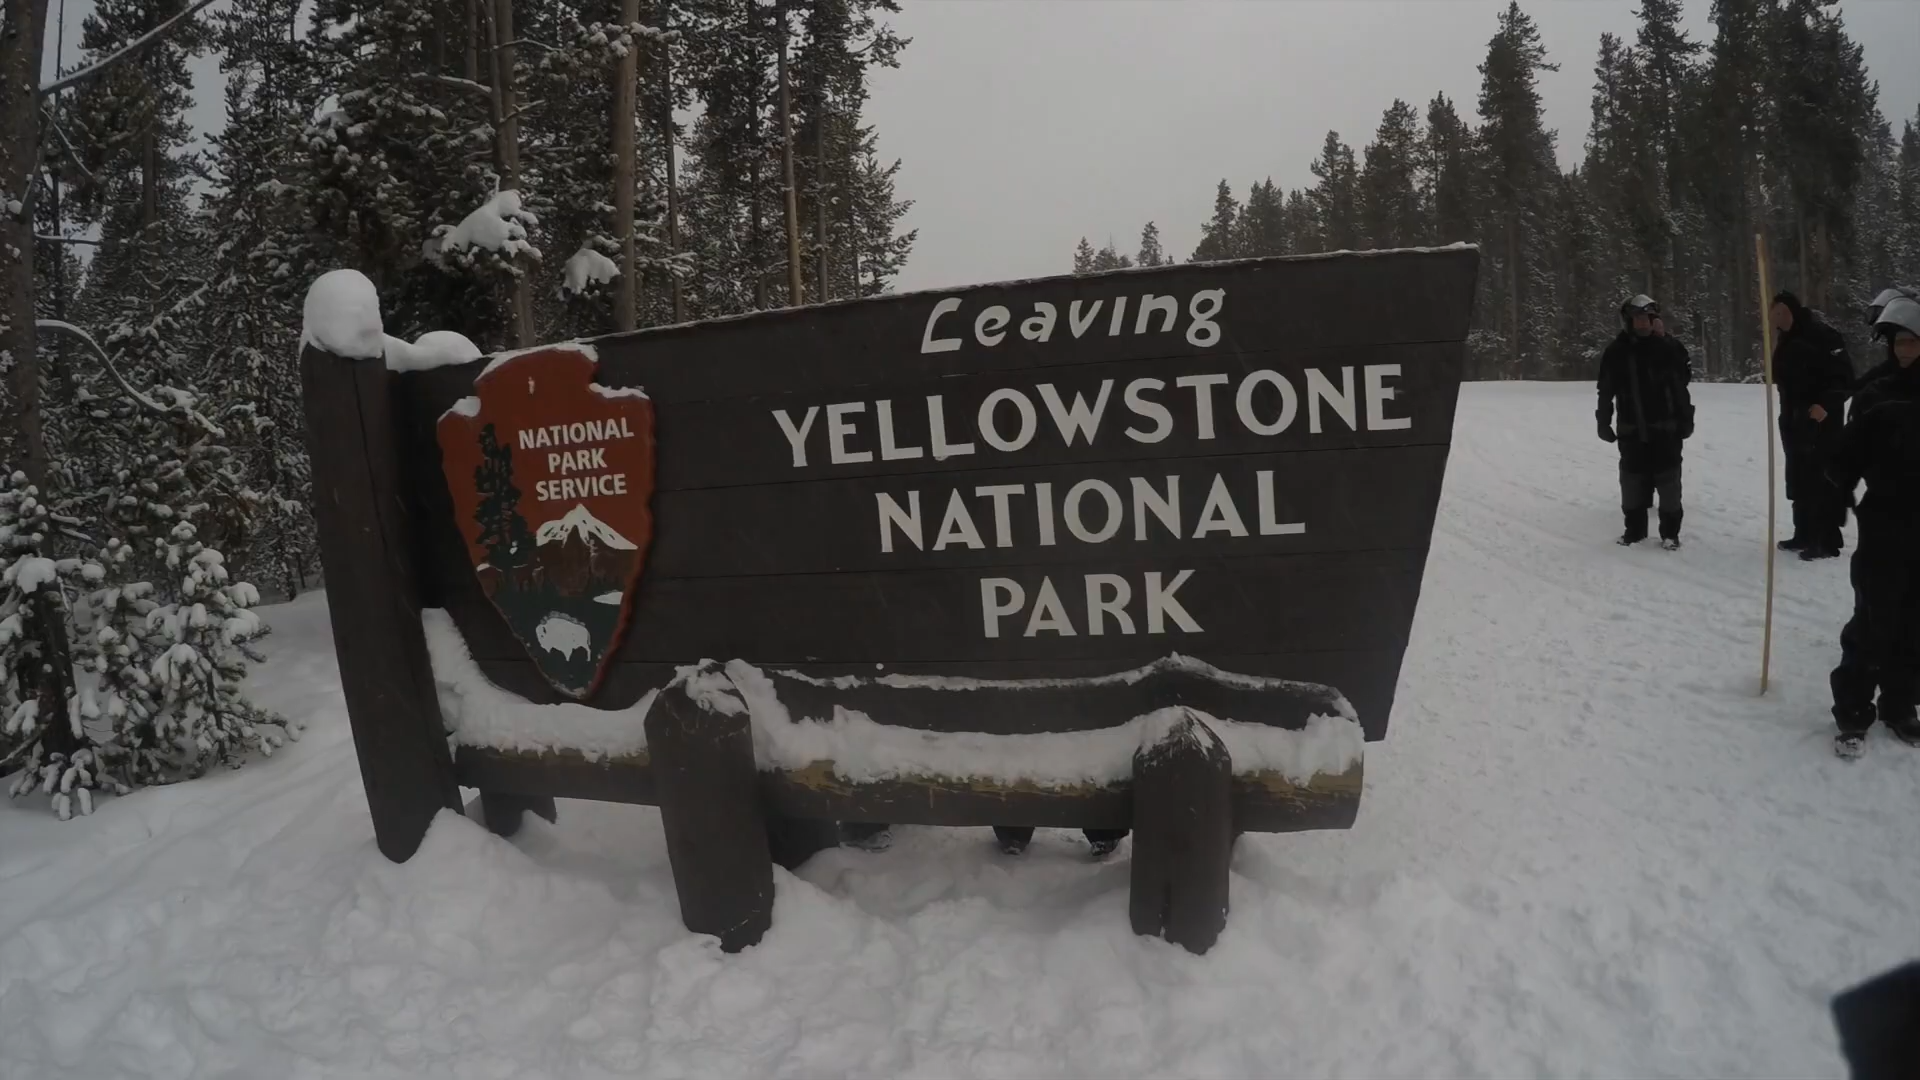 NATIONAL
PARK
SERVICE
Leaving
YELLOWSTONE
NATIONAL
PARK